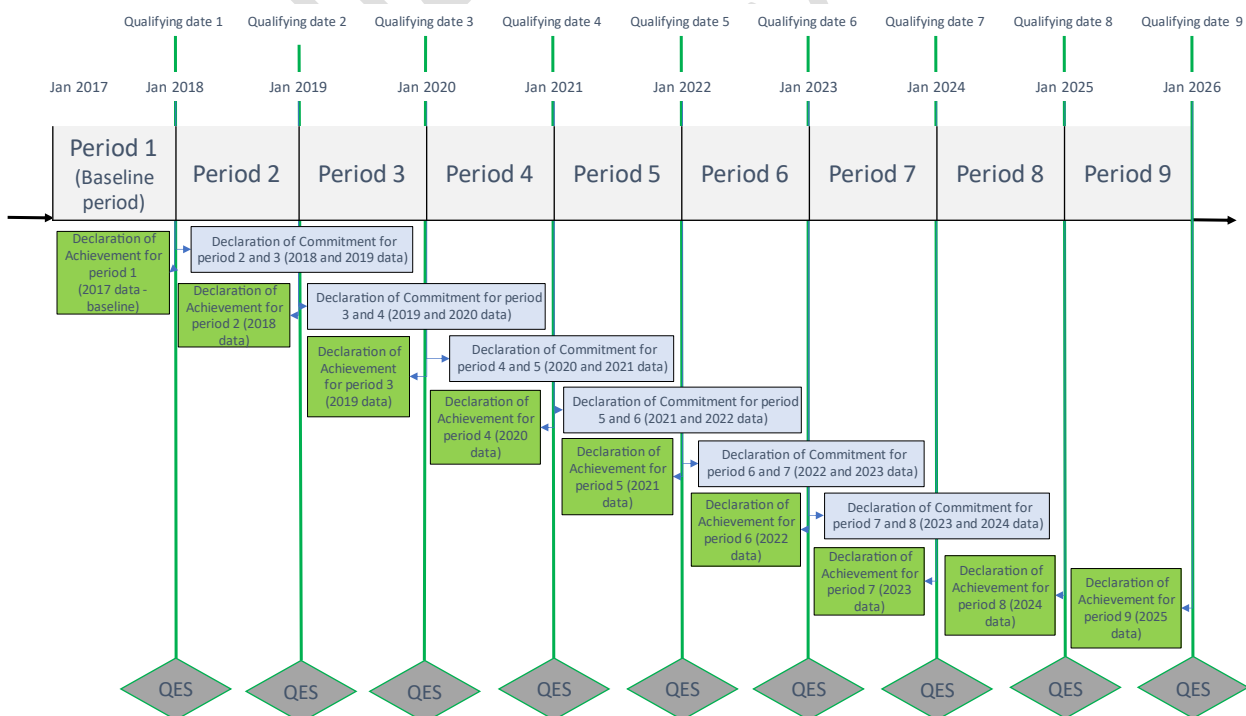 Qualifying date 1 Qualifying date 2 Qualifying date 3 Qualifying date 4 Qualifying date 5 Qualifying date 6 Qualifying date 7 Qualifying date 8 Qualifying date 9
Jan 2017 Jan 2018 Jan 2019 Jan 2020 Jan 2021 Jan 2022 Jan 2023 Jan 2024 Jan 2025 Jan 2026
Period 1
(Baseline
period)
Period 2
Period 3
Period 4
Period 5
Period 6
Period 7
Period 8
Period 9
Declaration of
Achievement for
period 1
(2017 data -
baseline)
Declaration of Commitment for
period 2 and 3 (2018 and 2019 data)
Declaration of
Achievement for
period 2 (2018
data)
Declaration of Commitment for period
3 and 4 (2019 and 2020 data)
Declaration of
Achievement
for period 3
(2019 data)
Declaration of Commitment for
period 4 and 5 (2020 and 2021 data)
Declaration of
Achievement for
period 4 (2020
data)
Declaration of Commitment for period
5 and 6 (2021 and 2022 data)
Declaration of
Achievement for
period 5 (2021
data)
Declaration of Commitment for
period 6 and 7 (2022 and 2023 data)
Declaration of
Achievement for
period 6 (2022
data)
Declaration of Commitment for
period 7 and 8 (2023 and 2024 data)
Declaration of
Achievement for
period 7 (2023
data)
Declaration of
Achievement for
period 8 (2024
data)
Declaration of
Achievement for
period 9 (2025
data)
QES QES QES QES QES QES QES QES QES